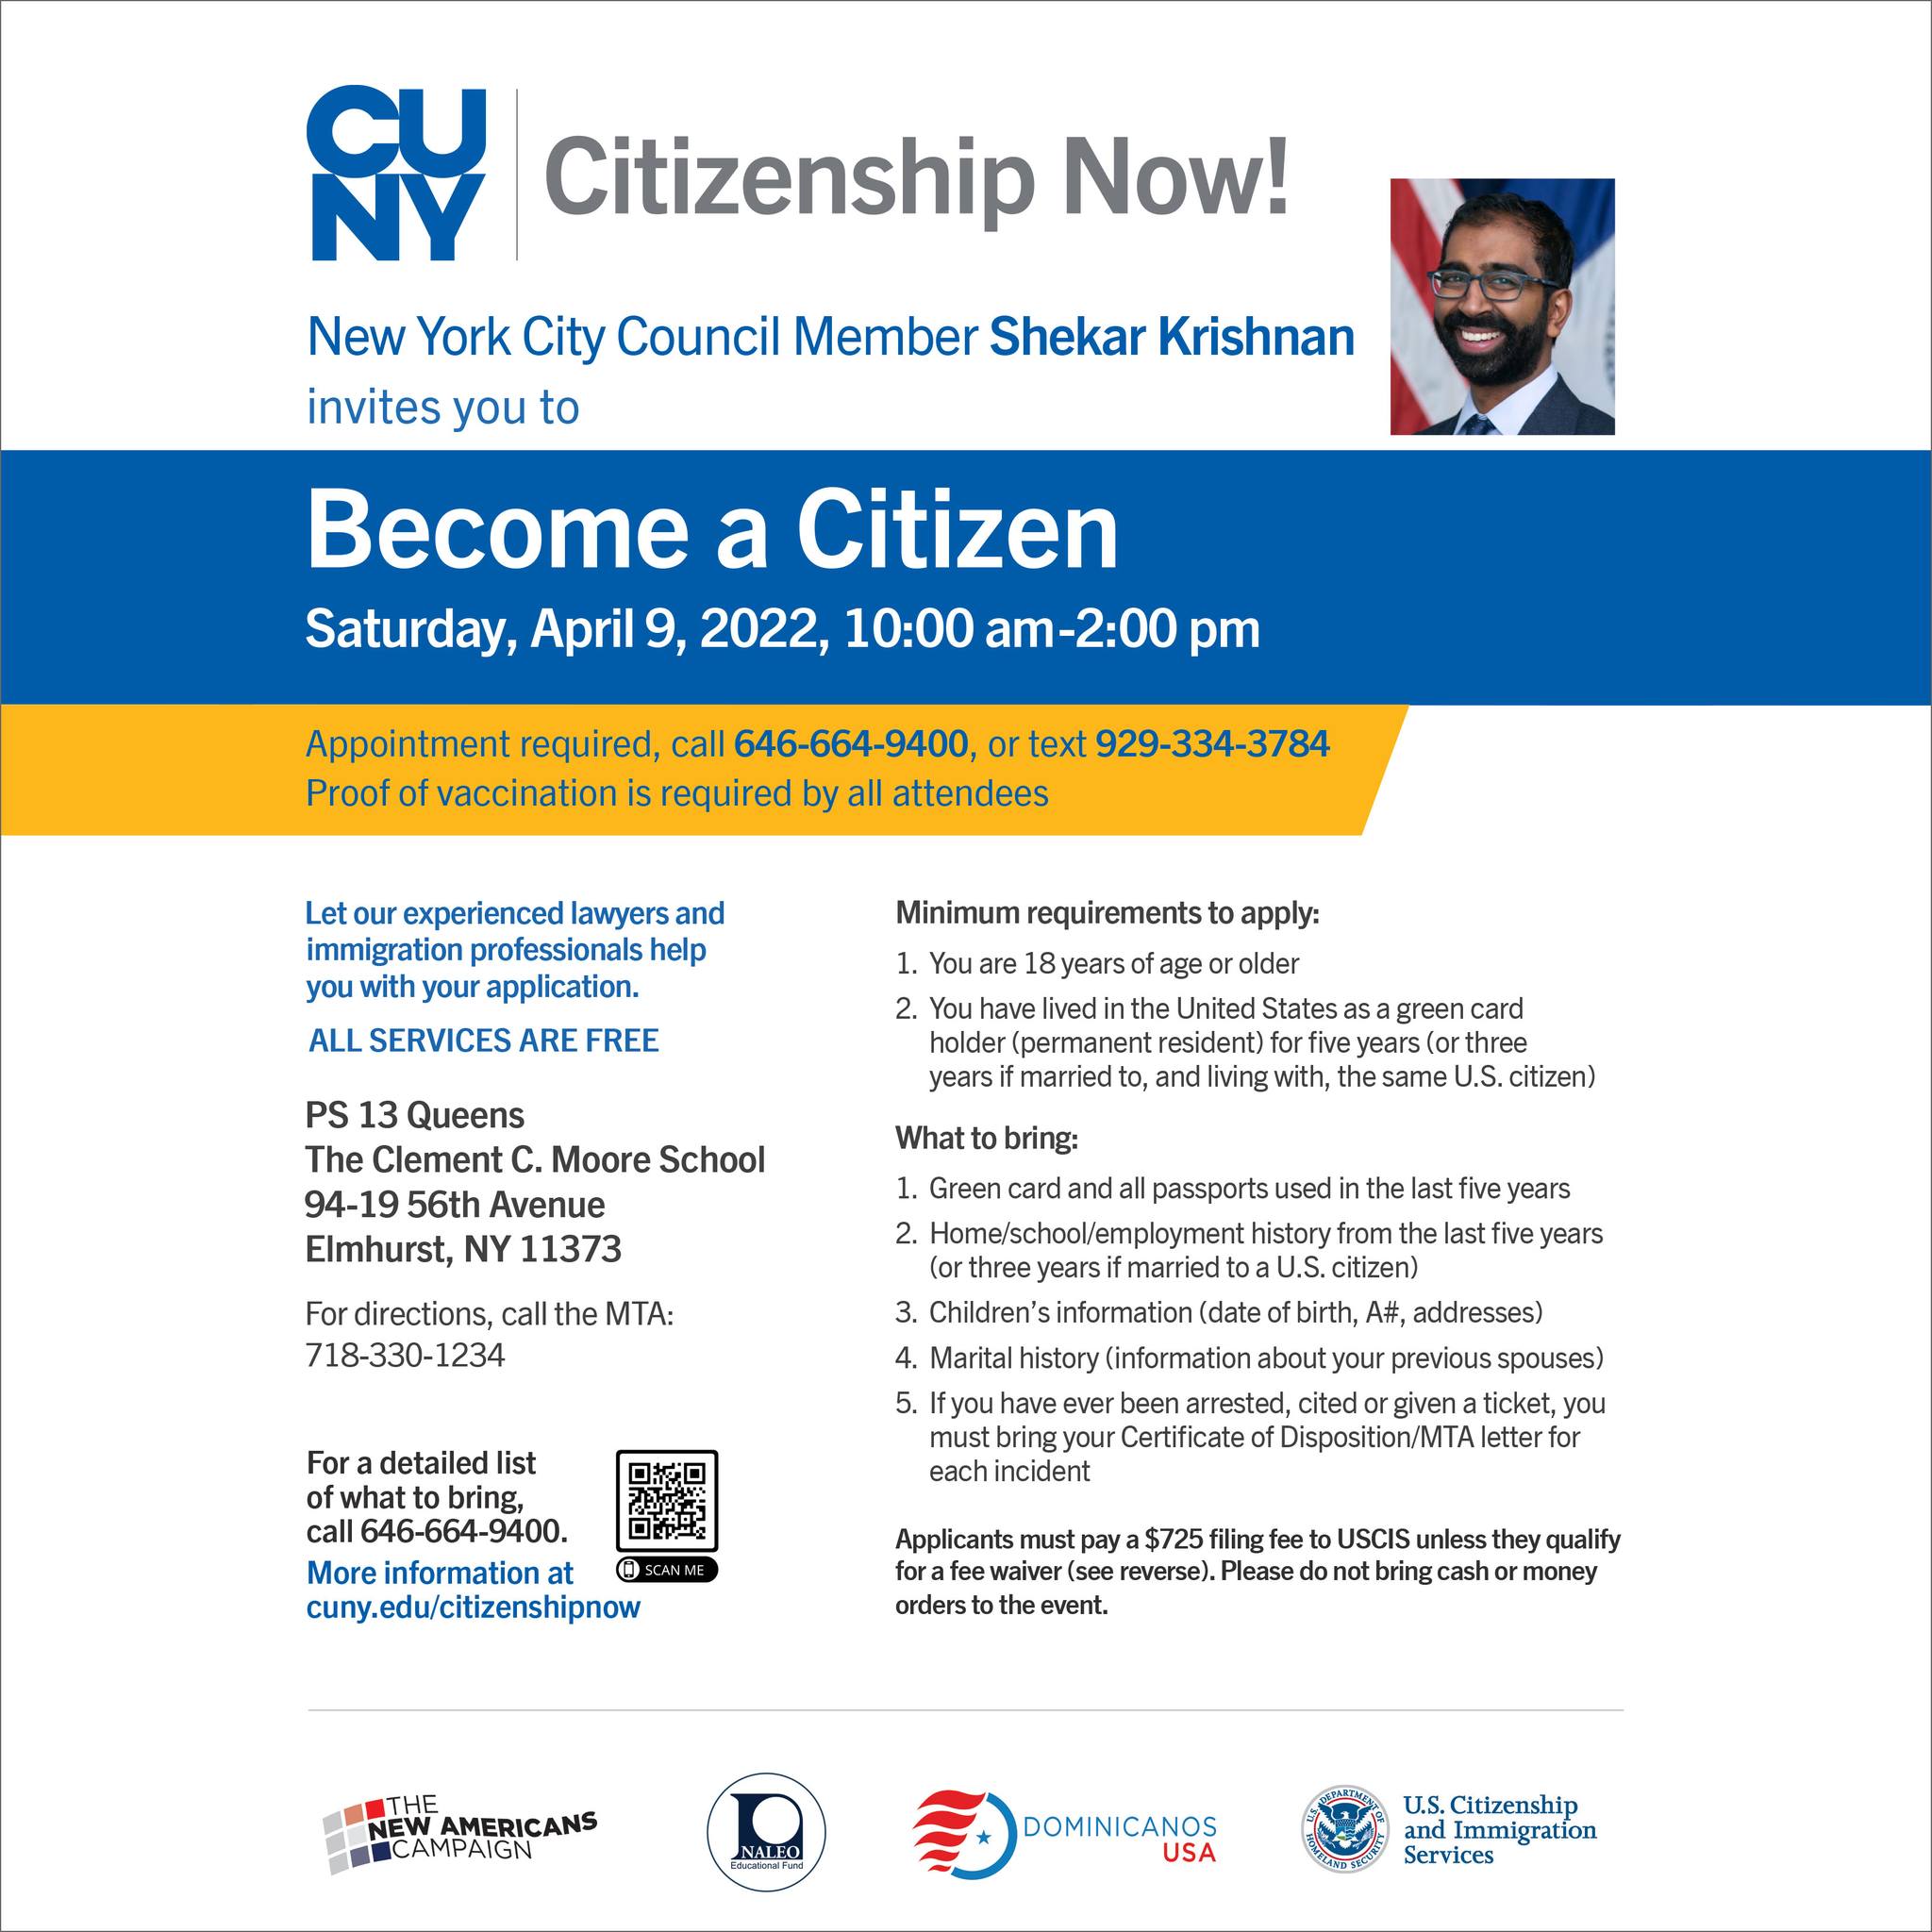 CU
NY
Citizenship Now!
New York City Council Member Shekar Krishnan
invites you to
Become a Citizen
Saturday, April 9, 2022, 10:00 am-2:00 pm
Appointment required, call 646-664-9400, or text 929-334-3784
Proof of vaccination is required by all attendees
Let our experienced lawyers and
immigration professionals help
you with your application.
ALL SERVICES ARE FREE
PS 13 Queens
The Clement C. Moore School
94-19 56th Avenue
Elmhurst, NY 11373
For directions, call the MTA:
718-330-1234
For a detailed list
of what to bring,
call 646-664-9400.
More information at
cuny.edu/citizenshipnow
SCAN ME
Minimum requirements to apply:
1. You are 18 years of age or older
2. You have lived in the United States as a green card
holder (permanent resident) for five years (or three
years if married to, and living with, the same U.S. citizen)
What to bring:
1. Green card and all passports used in the last five years
2. Home/school/employment history from the last five years
(or three years if married to a U.S. citizen)
3. Children's information (date of birth, A#, addresses)
4. Marital history (information about your previous spouses)
5. If you have ever been arrested, cited or given a ticket, you
must bring your Certificate of Disposition/MTA letter for
each incident
Applicants must pay a $725 filing fee to USCIS unless they qualify
for a fee waiver (see reverse). Please do not bring cash or money
orders to the event.
THE
NEW AMERICANS
CAMPAIGN
NALEO
Educational Fund
DOMINICANOS
USA
U.S. DEPARTMENT OF
HOMELAND SECURITY
U.S. Citizenship
and Immigration
Services